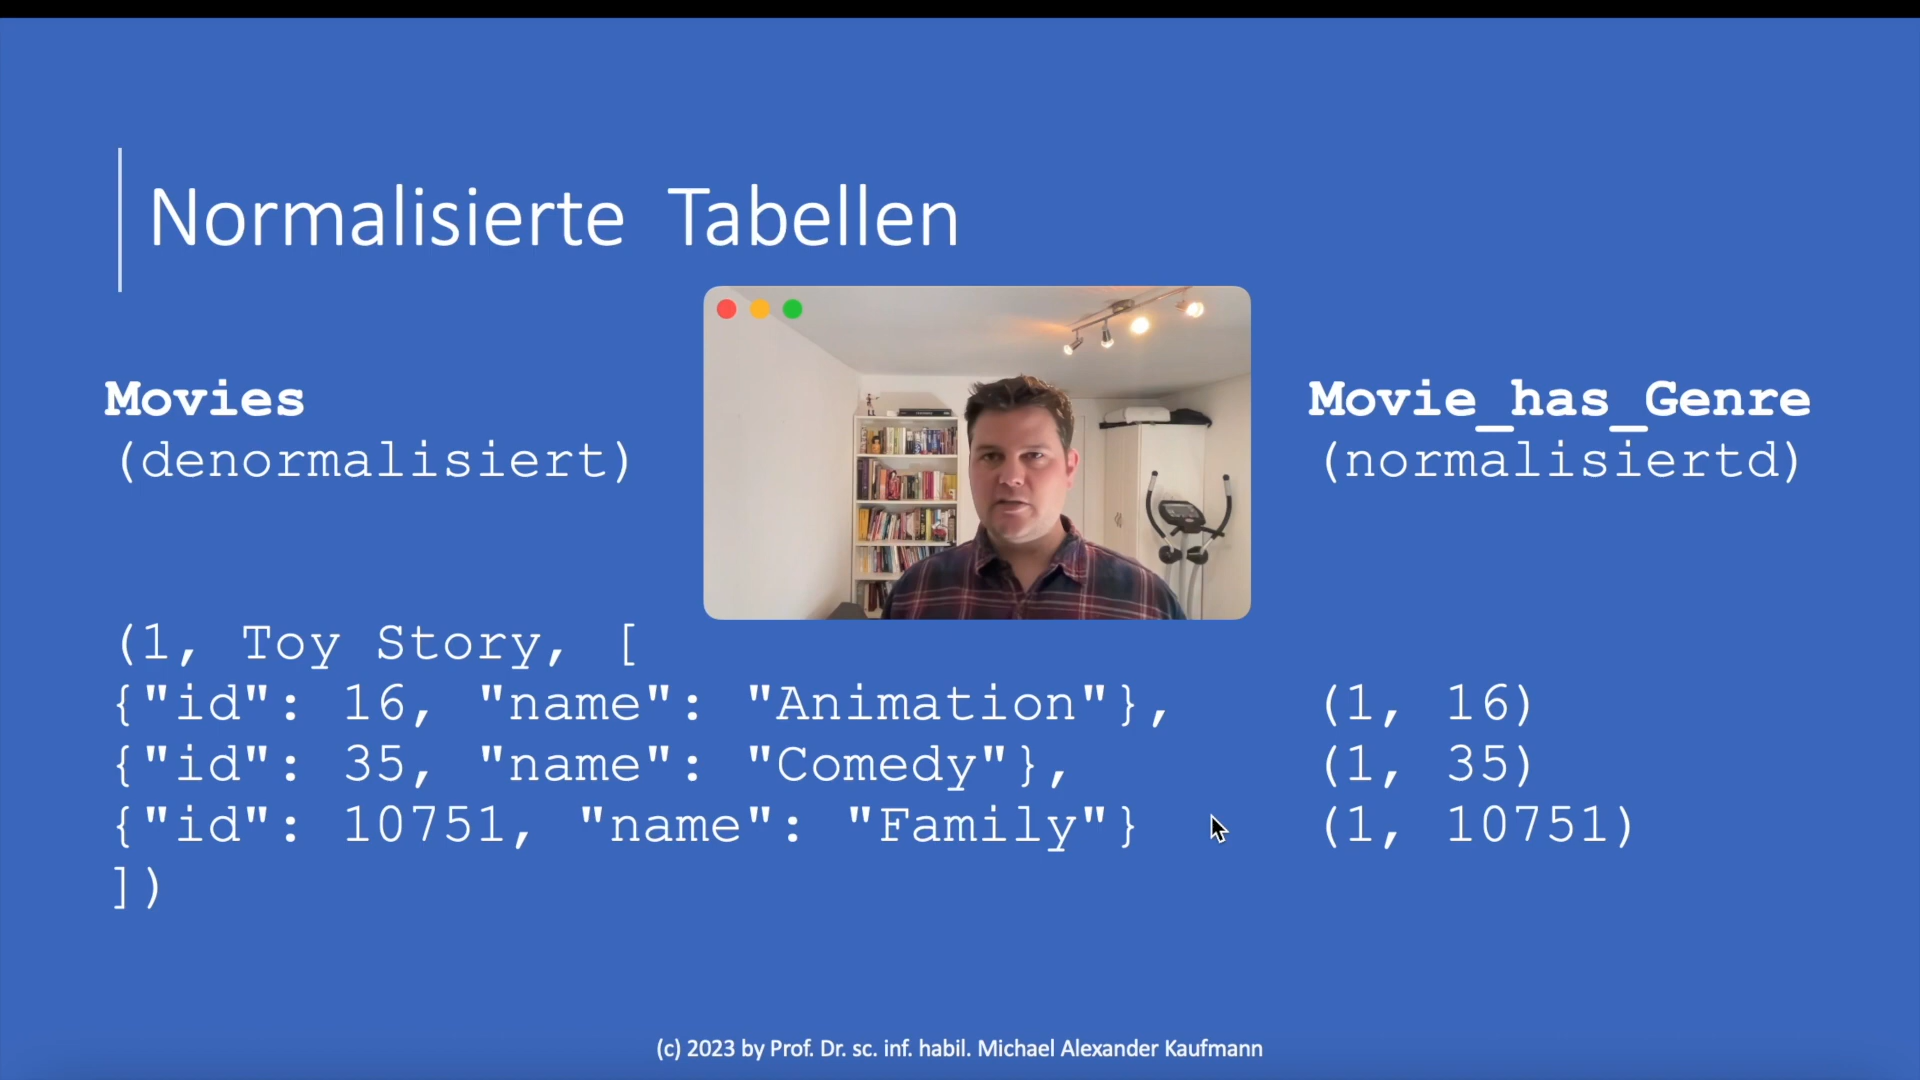 Normalisierte Tabellen
Movies
(denormalisiert)
(1, Toy Story, [
{"id": 16, "name": "Animation"},
{"id": 35, "name": "Comedy"},
{"id": 10751, "name": "Family"}
])
Movie_has_Genre
(normalisiertd)
(1, 16)
(1, 35)
(1, 10751)
(c) 2023 by Prof. Dr. sc. inf. habil. Michael Alexander Kaufmann